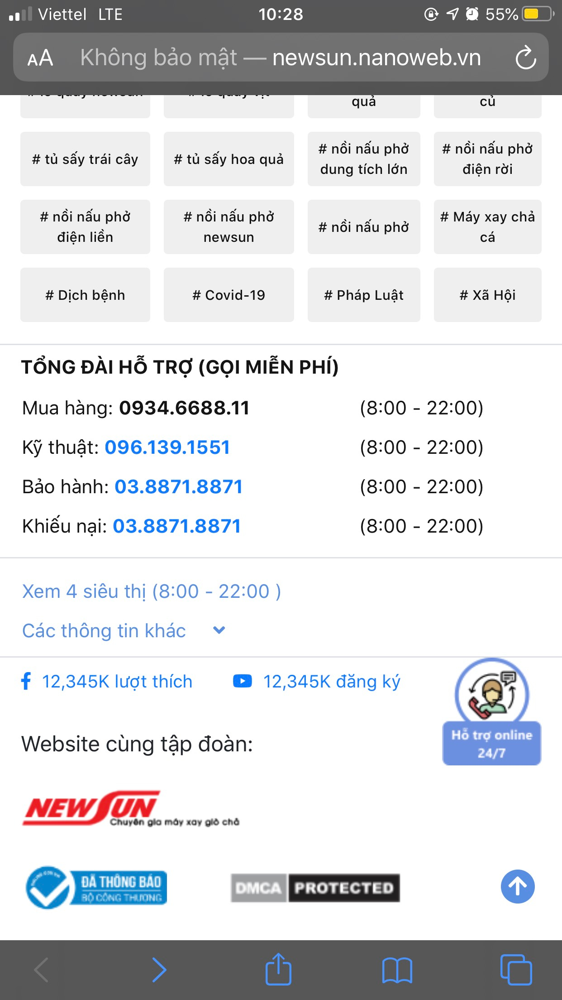 Viettel LTE 10:28 55%
AA Không bảo mật — newsun.nanoweb.vn
quả
củ
# tủ sấy trái cây
# tủ sấy hoa quả
# nồi nấu phở
dung tích lớn
# nồi nấu phở
điện rời
# nồi nấu phở
điện liền
# nồi nấu phở
newsun
# nồi nấu phở
# Máy xay chả
cá
# Dịch bệnh
# Covid-19
# Pháp Luật
# Xã Hội
TỔNG ĐÀI HỖ TRỢ (GỌI MIỄN PHÍ)
Mua hàng: 0934.6688.11 (8:00 - 22:00)
Kỹ thuật: 096.139.1551 (8:00 - 22:00)
Bảo hành: 03.8871.8871 (8:00 - 22:00)
Khiếu nại: 03.8871.8871 (8:00 - 22:00)
Xem 4 siêu thị (8:00 - 22:00 )
Các thông tin khác
12,345K lượt thích
12,345K đăng ký
Hỗ trợ online
24/7
Website cùng tập đoàn:
NEWSUN
Chuyên gia máy xay giò chả
ĐÃ THÔNG BÁO
BỘ CÔNG THƯƠNG
DMCA PROTECTED